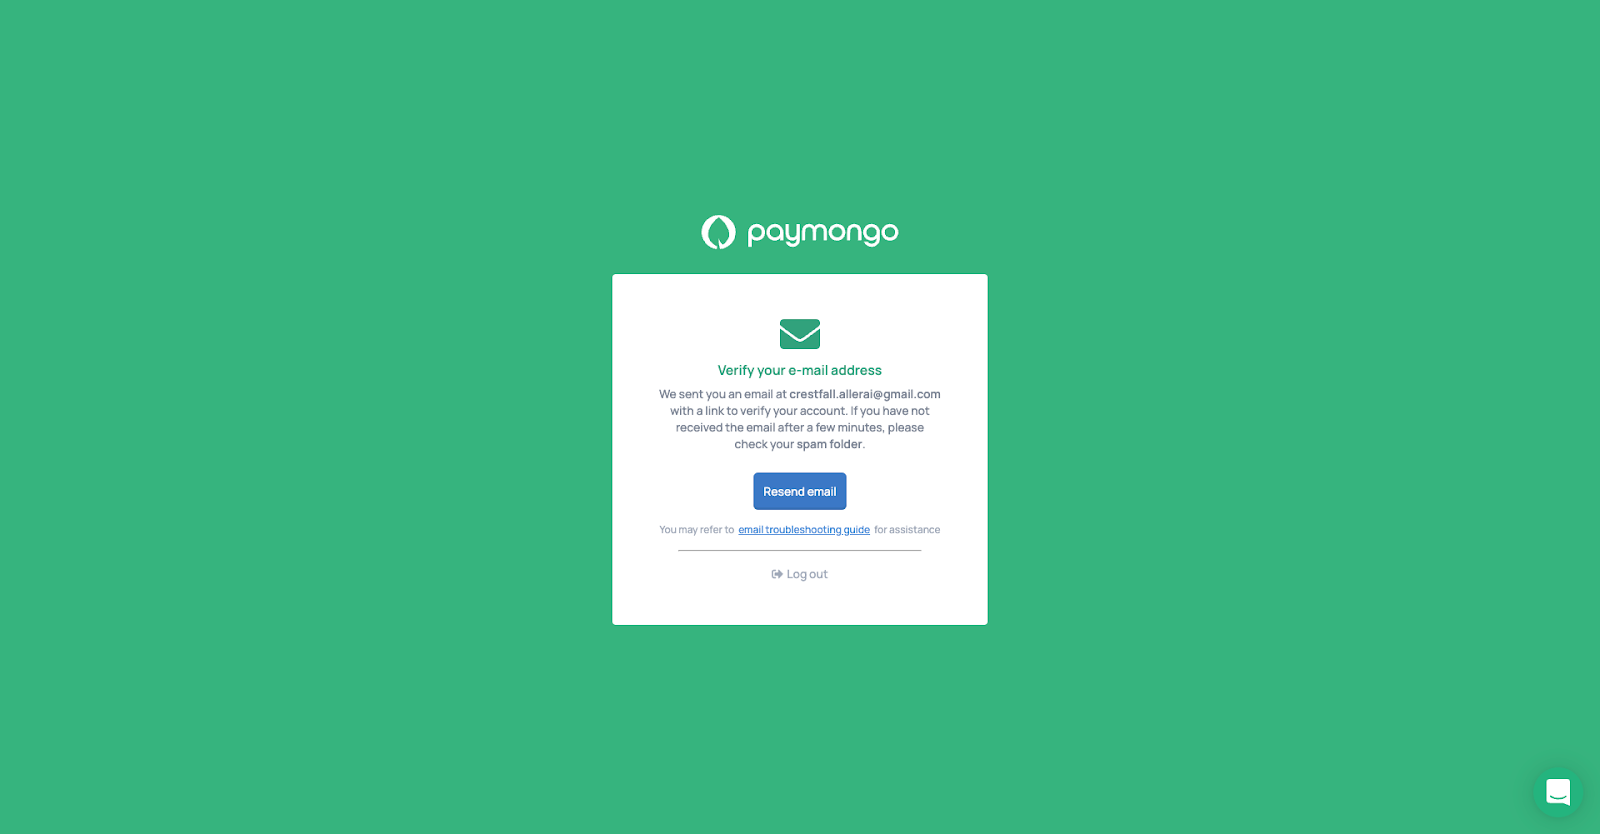 paymongo
Verify your e-mail address
We sent you an email at crestfall.allerai@gmail.com
with a link to verify your account. If you have not
received the email after a few minutes, please
check your spam folder.
Resend email
You may refer to email troubleshooting guide for assistance
Log out